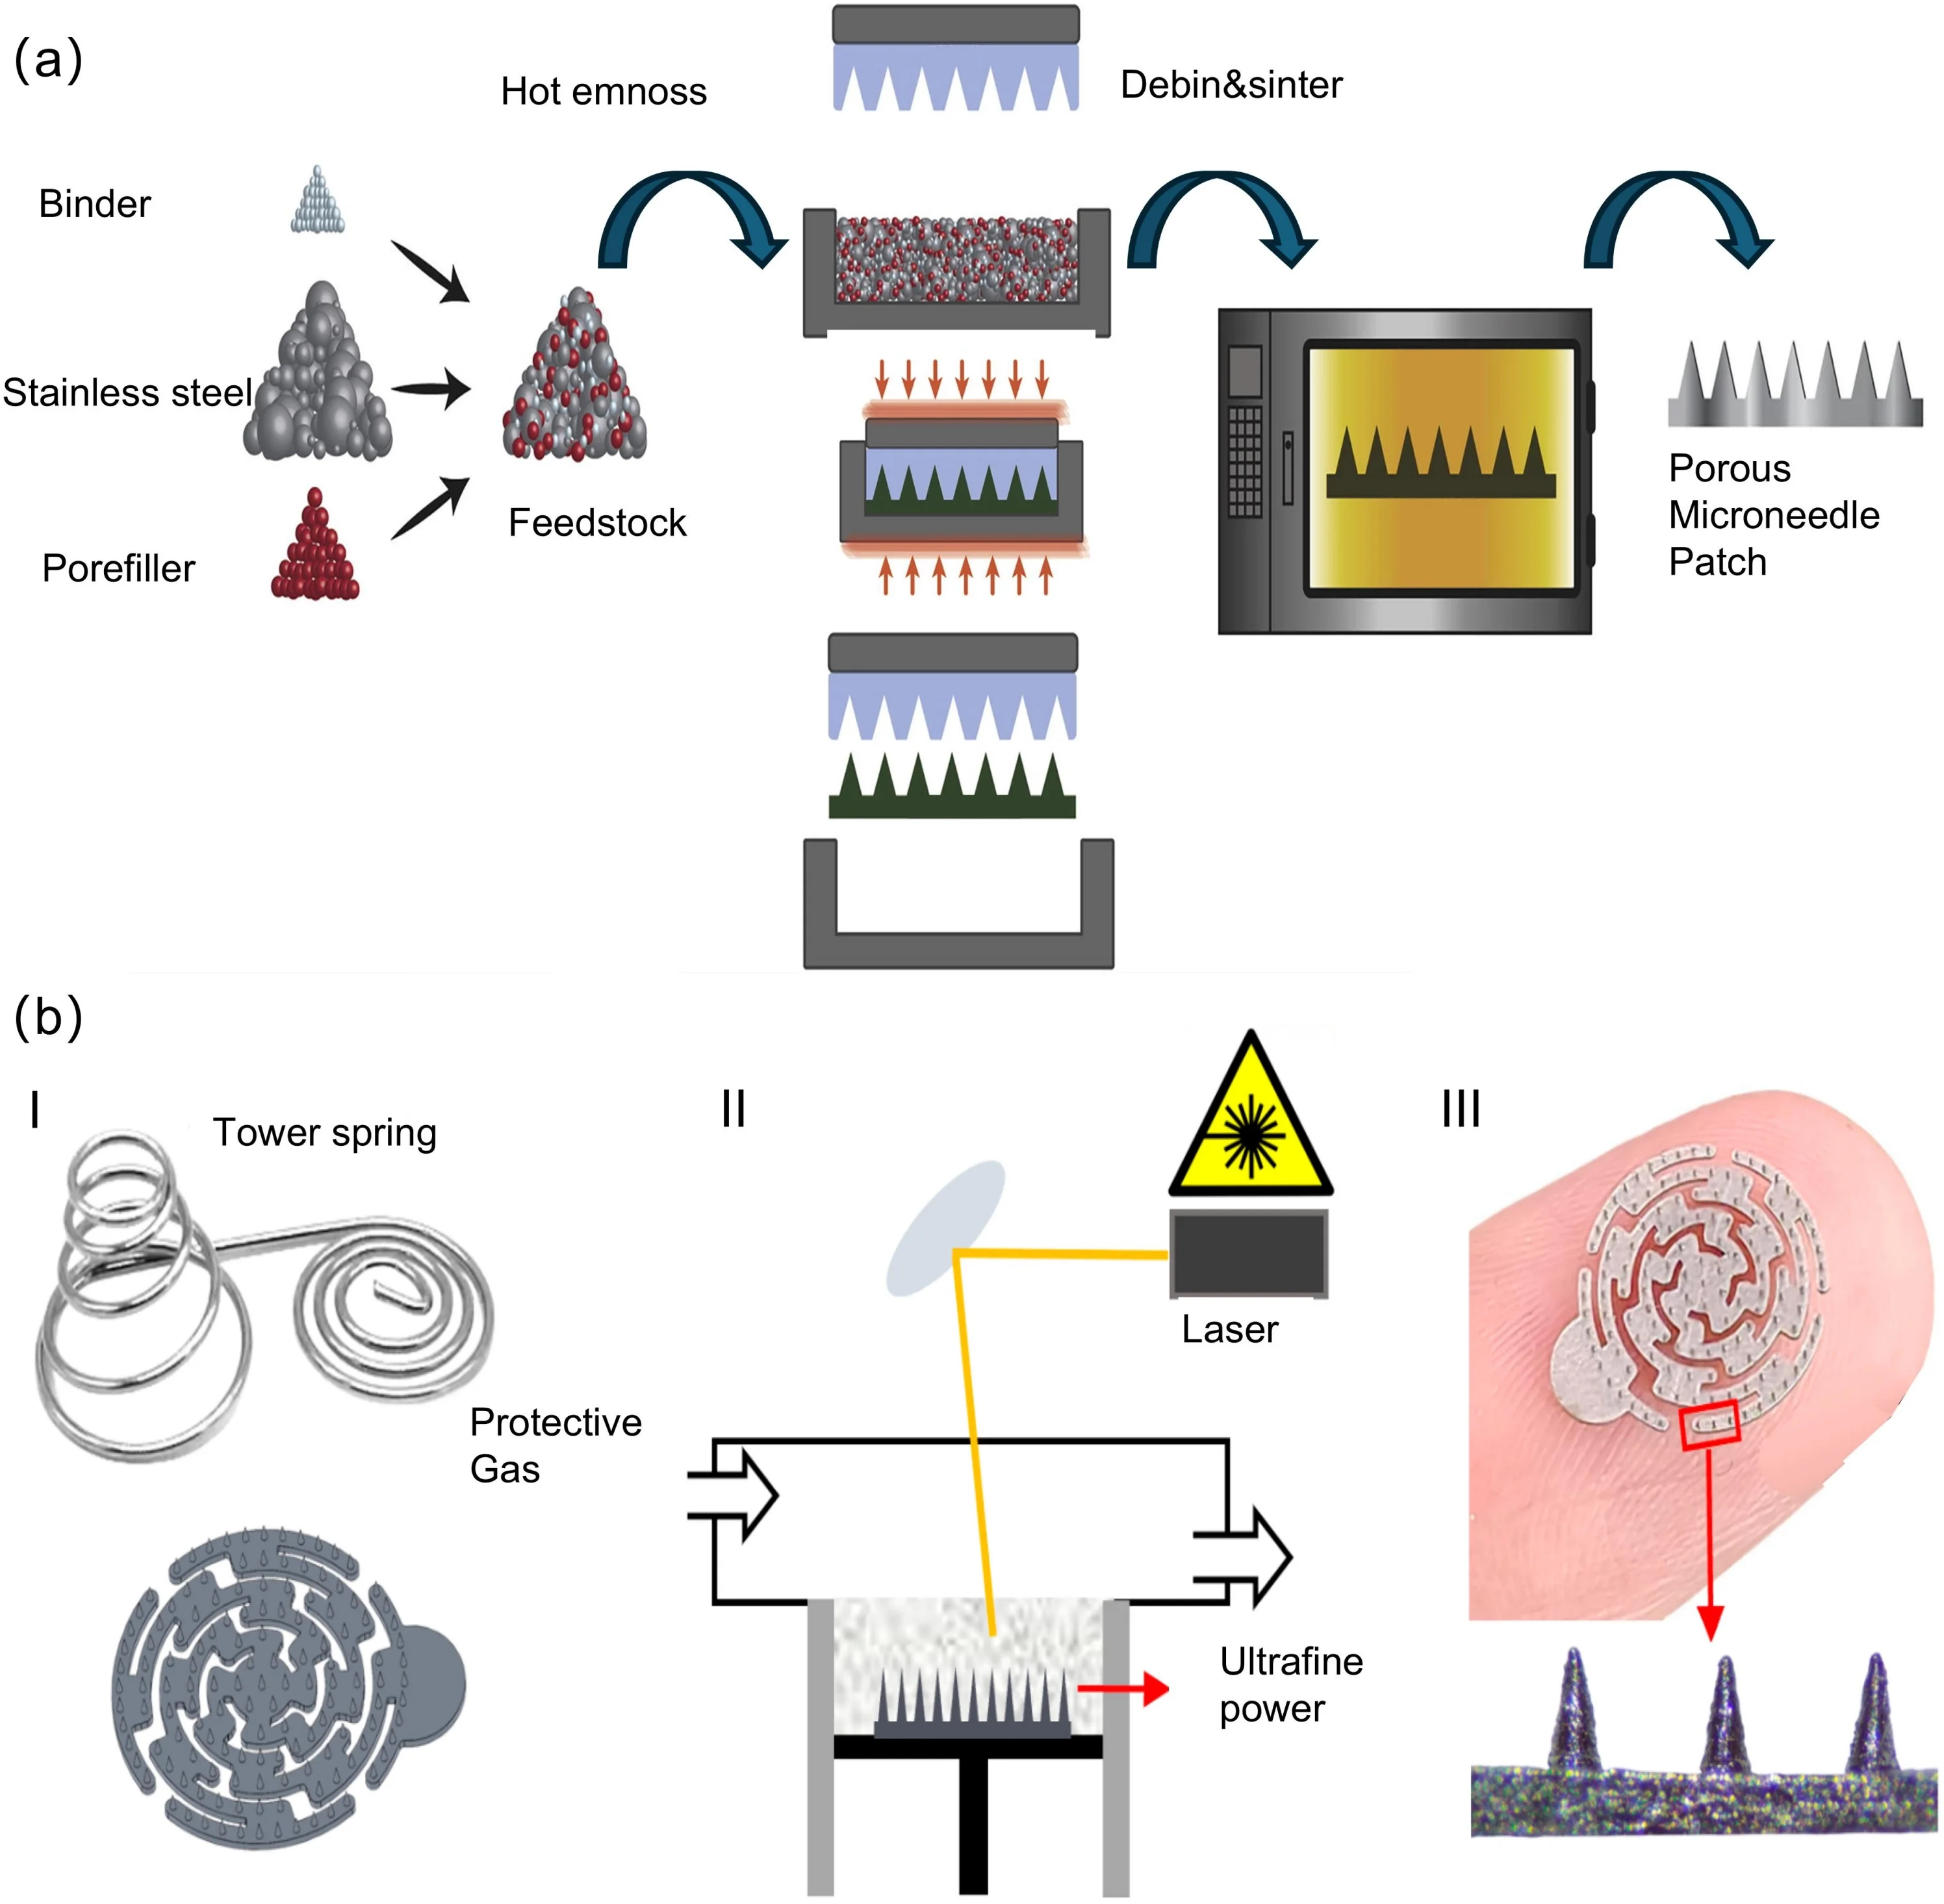 (a)
Hot emnoss
Debin&sinter
Binder
Stainless steel
Porefiller
Feedstock
Porous
Microneedle
Patch
(b)
I
Tower spring
Protective
Gas
II
Laser
Ultrafine
power
III